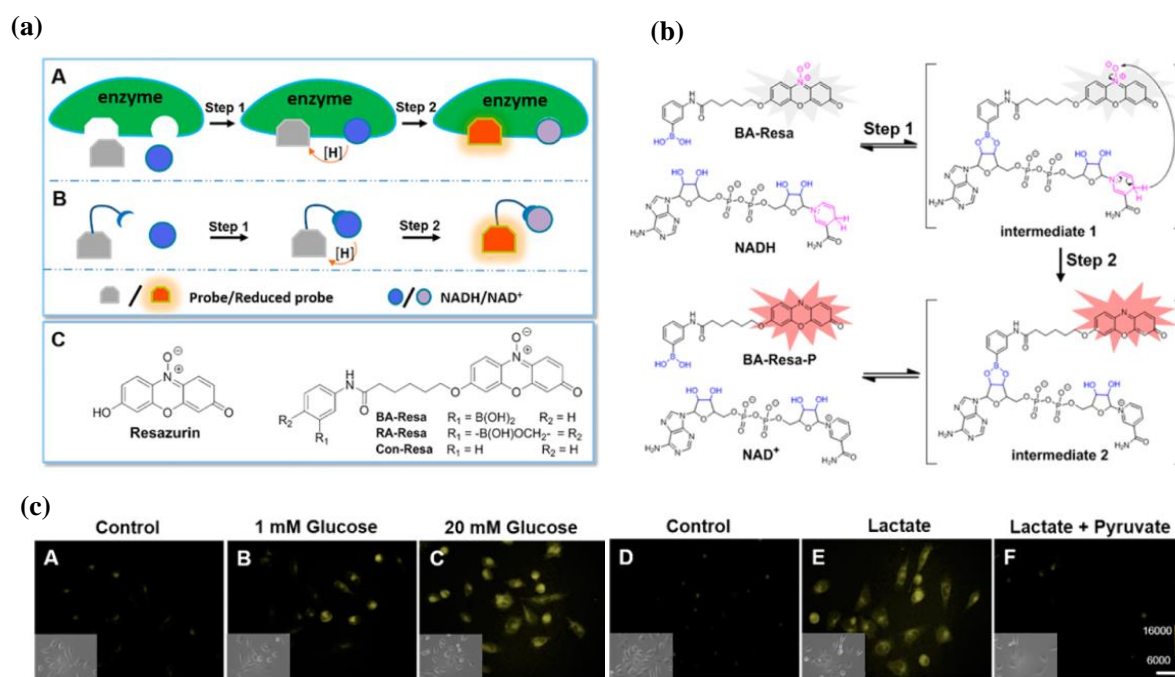 (a)
A
enzyme
Step 1
enzyme
Step 2
enzyme
[H]
B
Step 1
Step 2
[H]
/ Probe/Reduced probe
/ NADH/NAD⁺
C
O ⊖
N ⊕
HO O O
Resazurin
O ⊖
H
N
O
O
N ⊕
O O
R₂
R₁
BA-Resa R₁ = B(OH)₂ R₂ = H
RA-Resa R₁ = -B(OH)OCH₂- = R₂
Con-Resa R₁ = H R₂ = H
(b)
BA-Resa
Step 1
NADH
intermediate 1
Step 2
BA-Resa-P
NAD⁺
intermediate 2
(c)
Control
1 mM Glucose
20 mM Glucose
Control
Lactate
Lactate + Pyruvate
A
B
C
D
E
F
16000
6000